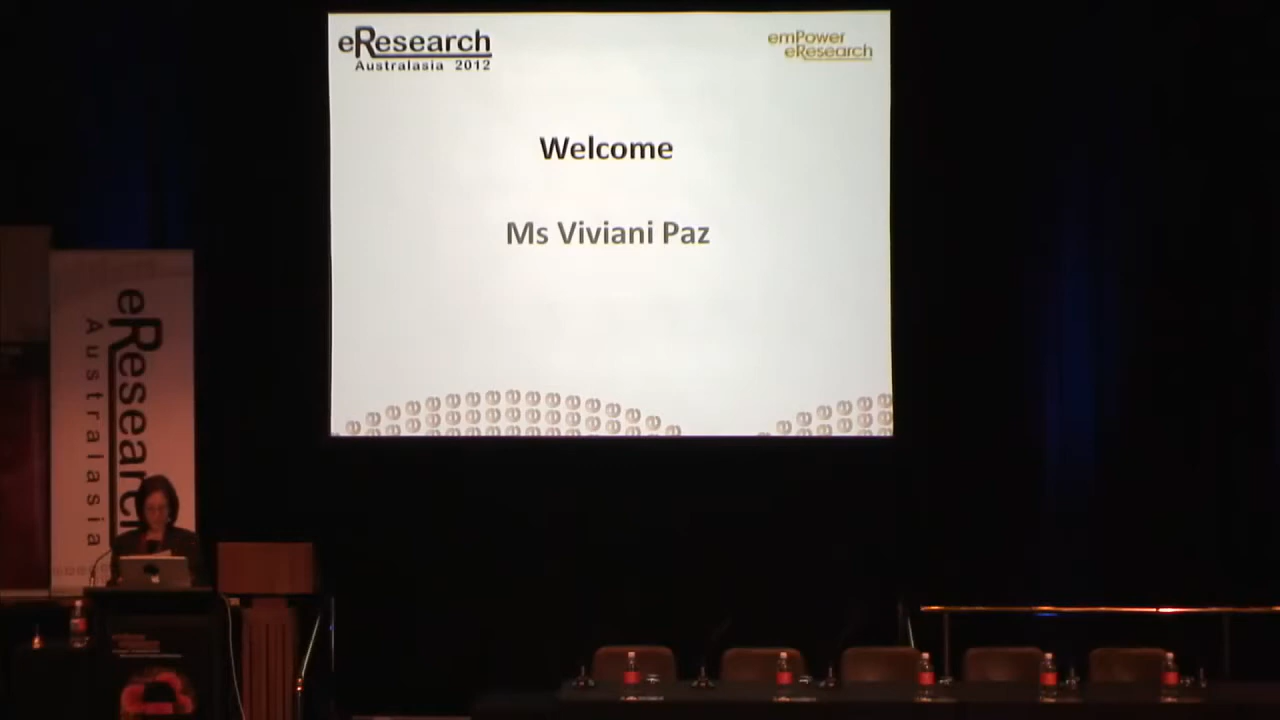 eResearch
Australasia 2012
emPower
eResearch
Welcome
Ms Viviani Paz
eResearch
Australasia